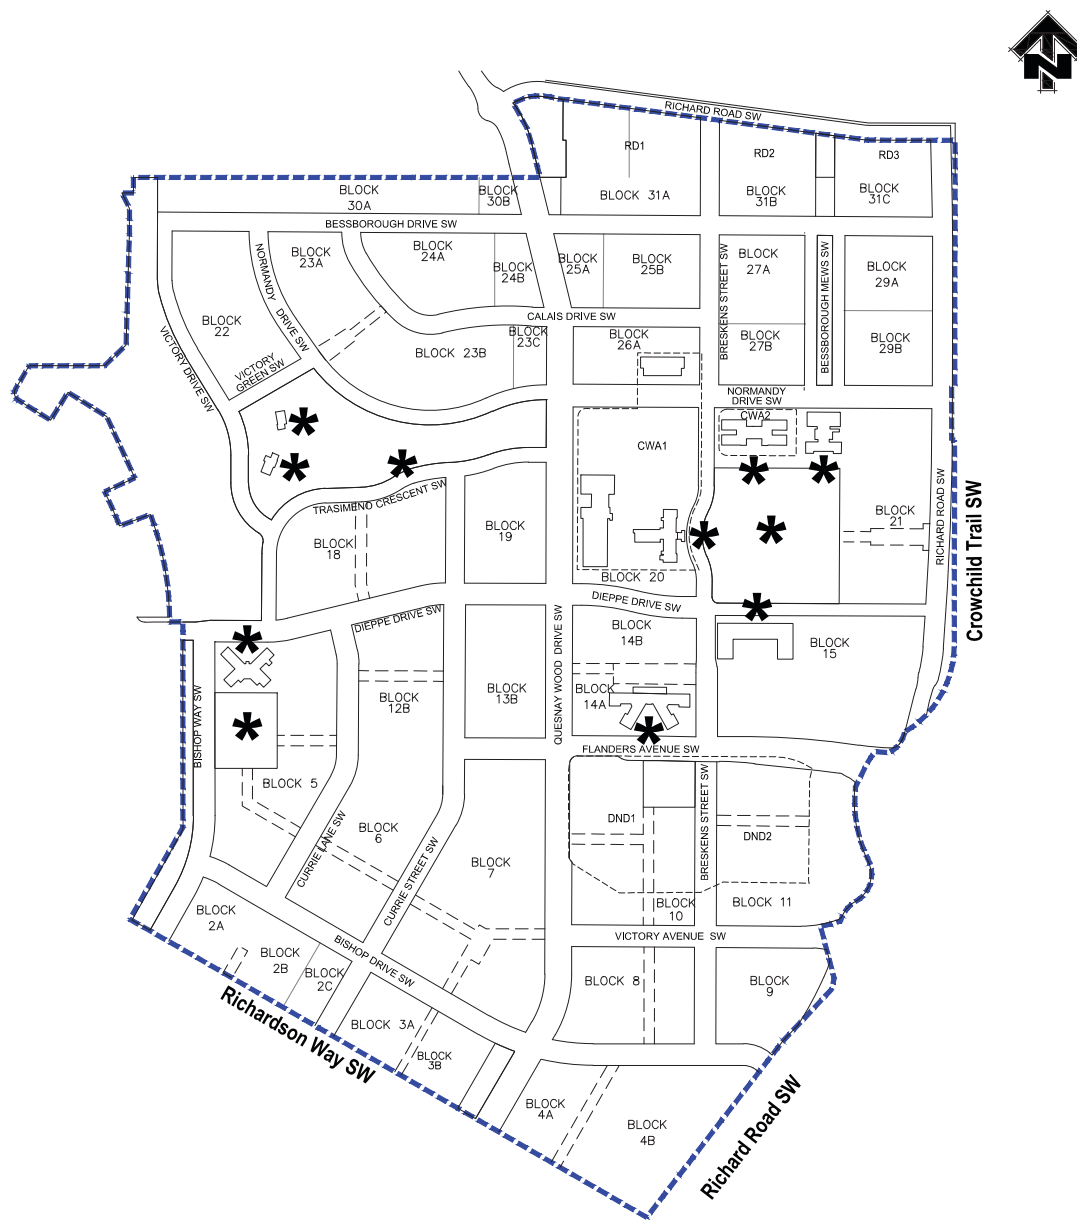 N
RICHARD ROAD SW
RD1
RD2
RD3
BLOCK
30A
BLOCK
30B
BLOCK 31A
BLOCK
31B
BLOCK
31C
BESSBOROUGH DRIVE SW
BLOCK
23A
BLOCK
24A
BLOCK
24B
BLOCK
25A
BLOCK
25B
BRESKENS STREET SW
BLOCK
27A
BESSBOROUGH MEWS SW
BLOCK
29A
NORMANDY DRIVE SW
CALAIS DRIVE SW
BLOCK
22
VICTORY DRIVE SW
VICTORY
GREEN SW
BLOCK 23B
BLOCK
23C
BLOCK
26A
BLOCK
27B
BLOCK
29B
NORMANDY
DRIVE SW
CWA2
CWA1
*
*
*
*
*
TRASIMENO CRESCENT SW
BLOCK
18
BLOCK
19
*
*
BLOCK
21
RICHARD ROAD SW
Crowchild Trail SW
BLOCK 20
DIEPPE DRIVE SW
*
DIEPPE DRIVE SW
*
BLOCK
14B
BLOCK
15
QUESNAY WOOD DRIVE SW
BISHOP WAY SW
*
BLOCK
12B
BLOCK
13B
BLOCK
14A
*
FLANDERS AVENUE SW
BLOCK 5
CURRIE LANE SW
BLOCK
6
CURRIE STREET SW
BLOCK
7
DND1
BRESKENS STREET SW
DND2
BLOCK
10
BLOCK 11
BLOCK
2A
BLOCK
2B
BLOCK
2C
BISHOP DRIVE SW
VICTORY AVENUE SW
BLOCK 8
BLOCK
9
Richardson Way SW
BLOCK 3A
BLOCK
3B
BLOCK
4A
BLOCK
4B
Richard Road SW